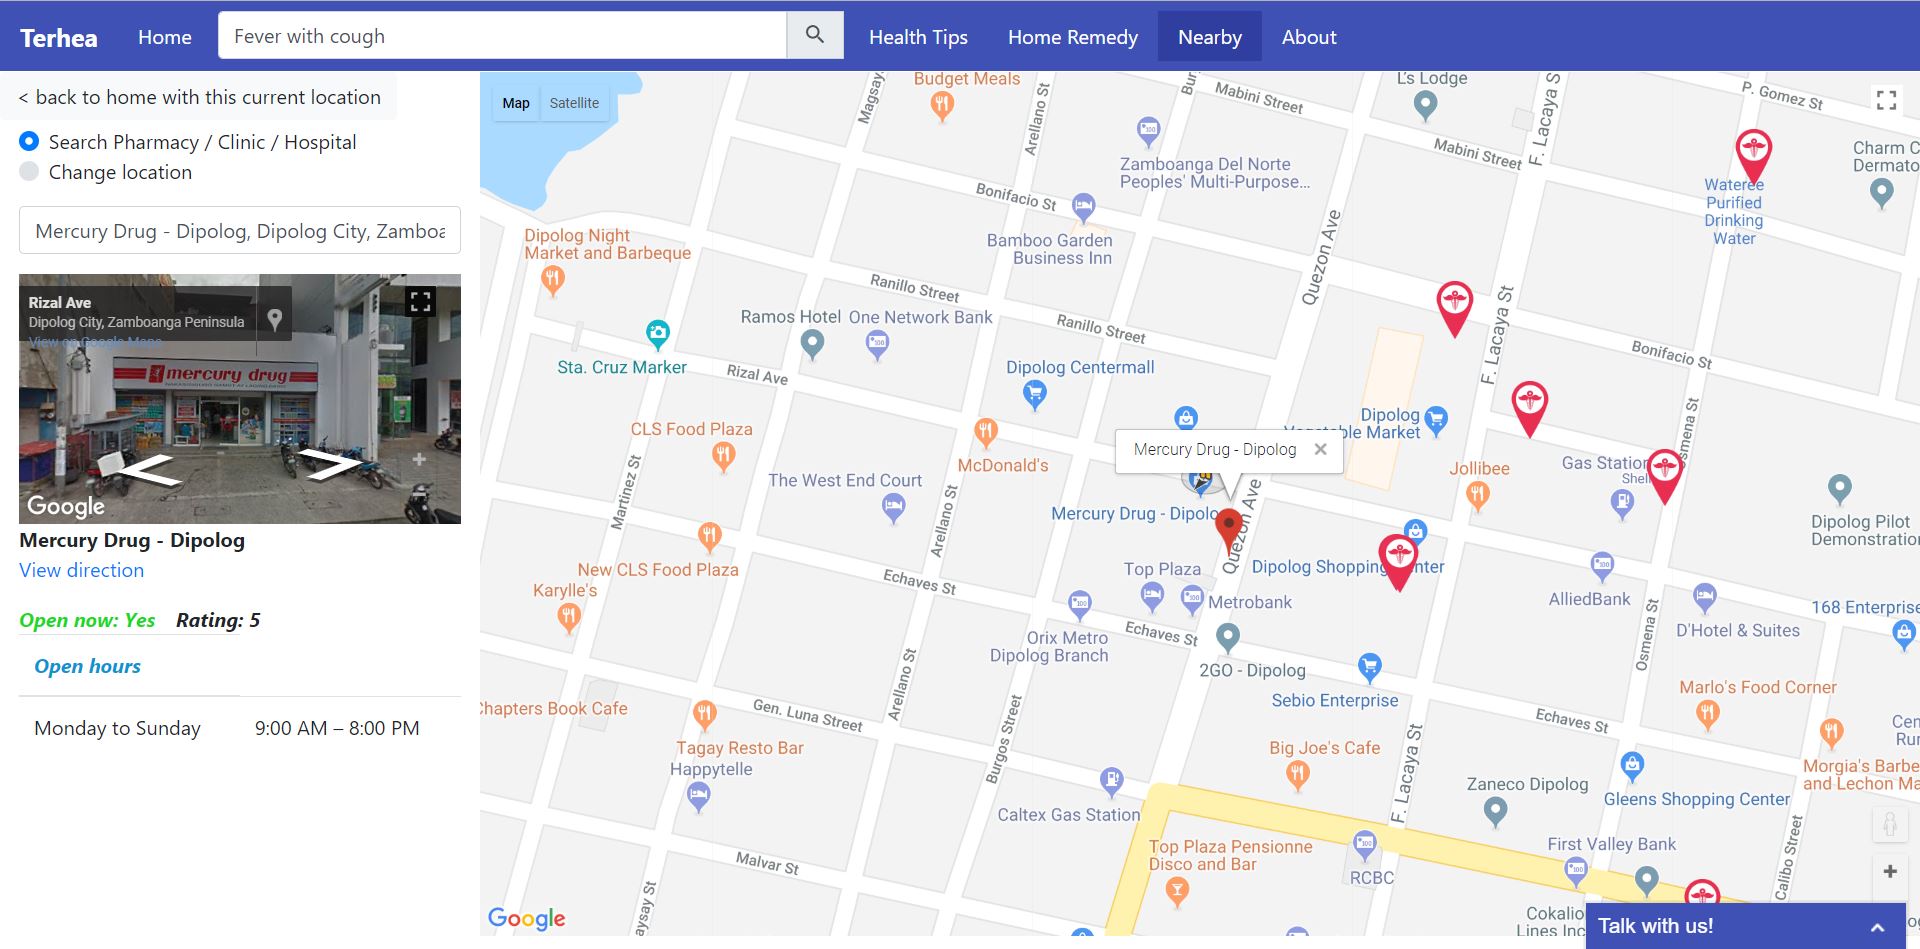 Terhea
Home
Fever with cough
Health Tips
Home Remedy
Nearby
About
< back to home with this current location
Search Pharmacy / Clinic / Hospital
Change location
Mercury Drug - Dipolog, Dipolog City, Zamboa
Rizal Ave
Dipolog City, Zamboanga Peninsula
View on Google Maps
mercury drug
Google
Mercury Drug - Dipolog
View direction
Open now: Yes Rating: 5
Open hours
Monday to Sunday 9:00 AM – 8:00 PM
Map
Satellite
Budget Meals
Magsay
Arellano St
Bur
Mabini Street
L's Lodge
F. Lacaya S
P. Gomez St
Mabini Street
Charm C
Dermato
Zamboanga Del Norte
Peoples' Multi-Purpose...
Wateree
Purified
Drinking
Water
Bonifacio St
Quezon Ave
Dipolog Night
Market and Barbeque
Bamboo Garden
Business Inn
Ranillo Street
Ramos Hotel
One Network Bank
Ranillo Street
F. Lacaya St
Bonifacio St
Sta. Cruz Marker
Rizal Ave
Dipolog Centermall
CLS Food Plaza
McDonald's
Dipolog
Vegetable Market
Mercury Drug - Dipolog
Jollibee
Gas Station
Shell
smena St
The West End Court
Martinez St
Arellano St
Mercury Drug - Dipolo
Quezon Ave
Dipolog Pilot
Demonstratio
New CLS Food Plaza
Karylle's
Echaves St
Top Plaza
Dipolog Shopping nter
Metrobank
AlliedBank
168 Enterprise
Orix Metro
Dipolog Branch
Echaves St
D'Hotel & Suites
Osmena St
2GO - Dipolog
Sebio Enterprise
Arellano St
Chapters Book Cafe
Gen. Luna Street
Marlo's Food Corner
Echaves St
Cen
Ru
Tagay Resto Bar
Happytelle
Burgos Street
Big Joe's Cafe
F. Lacaya St
Morgia's Barbe
and Lechon Ma
Zaneco Dipolog
Gleens Shopping Center
Caltex Gas Station
Top Plaza Pensionne
Disco and Bar
First Valley Bank
RCBC
Calibo Street
Malvar St
aysay St
Google
Cokalio
Lines Inc
Talk with us!